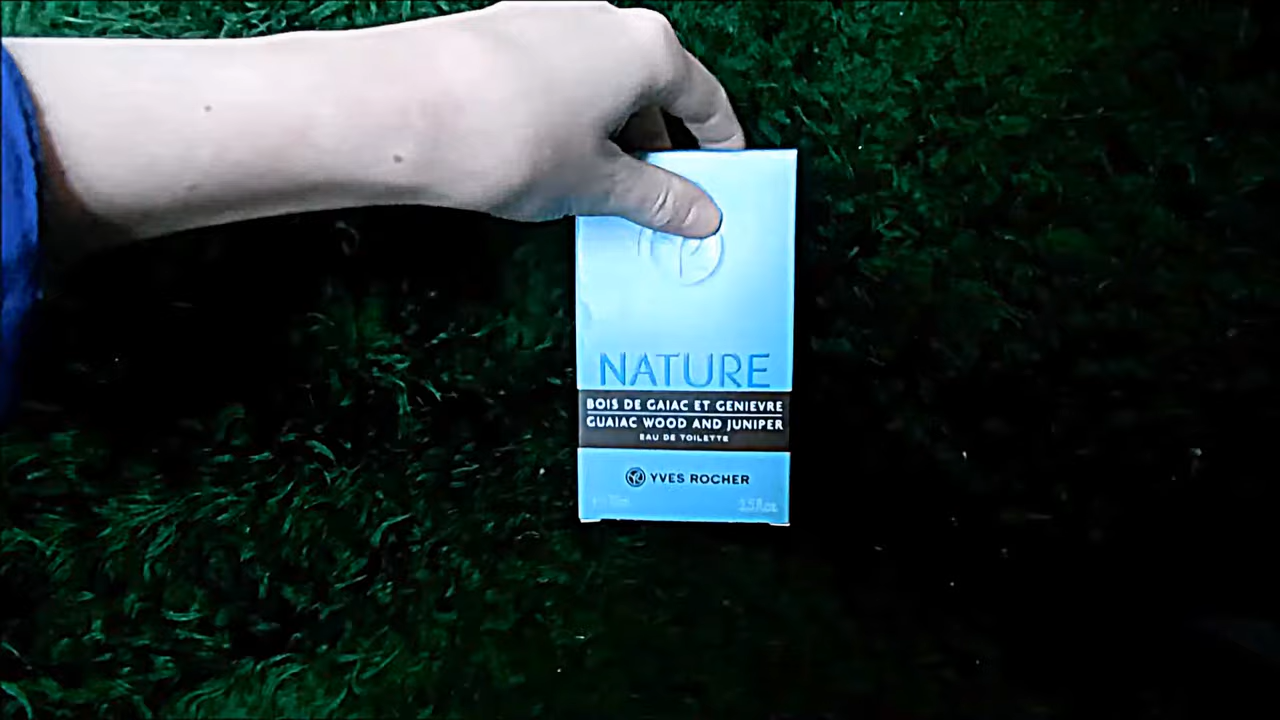 NATURE
BOIS DE GAIAC ET GENIEVRE
GUAIAC WOOD AND JUNIPER
EAU DE TOILETTE
YVES ROCHER